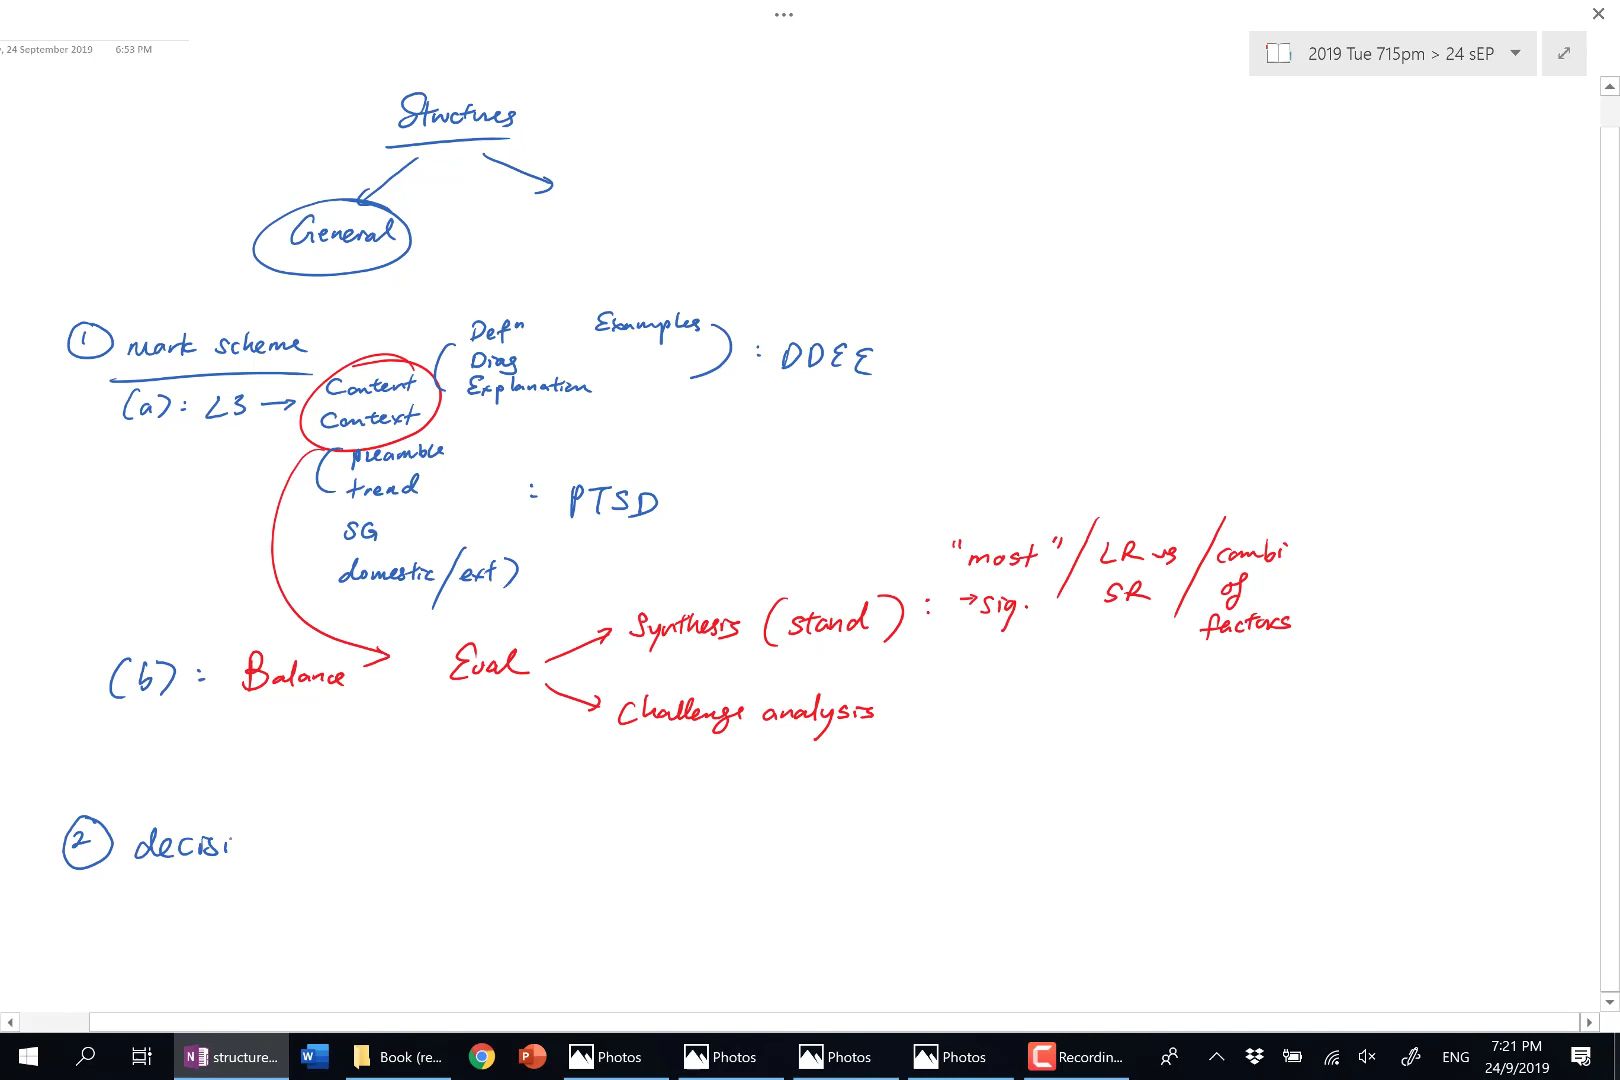 , 24 September 2019 6:53 PM
2019 Tue 715pm > 24 sEP
Structures
General
1 mark scheme
(a): L3 → Content
Context
Defn
Diag
Explanation
Examples
: DDEE
preamble
trend
SG
domestic/ext)
: PTSD
(b): Balance
Eval
Synthesis (stand) :
"most" / LR vs / combi
→ sig. SR of
factors
Challenge analysis
2 decisi
structure...
Book (re...
Photos
Photos
Photos
Photos
Recordin...
ENG
7:21 PM
24/9/2019